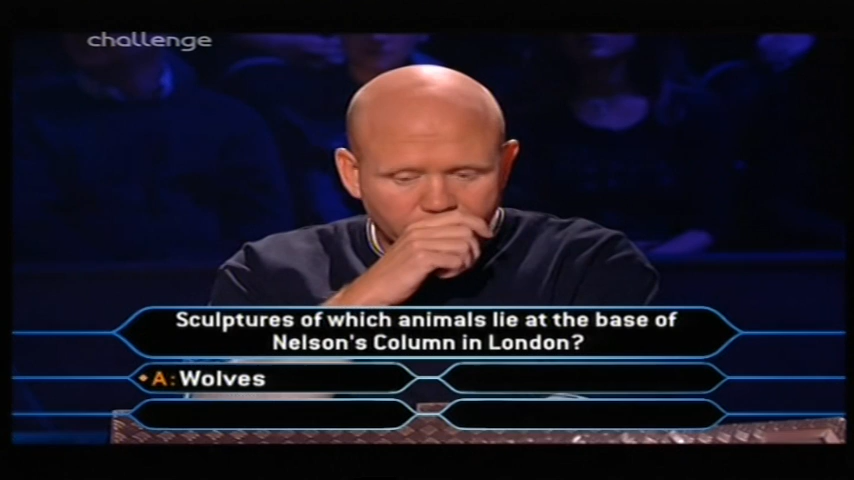 challenge
Sculptures of which animals lie at the base of
Nelson's Column in London?
A: Wolves